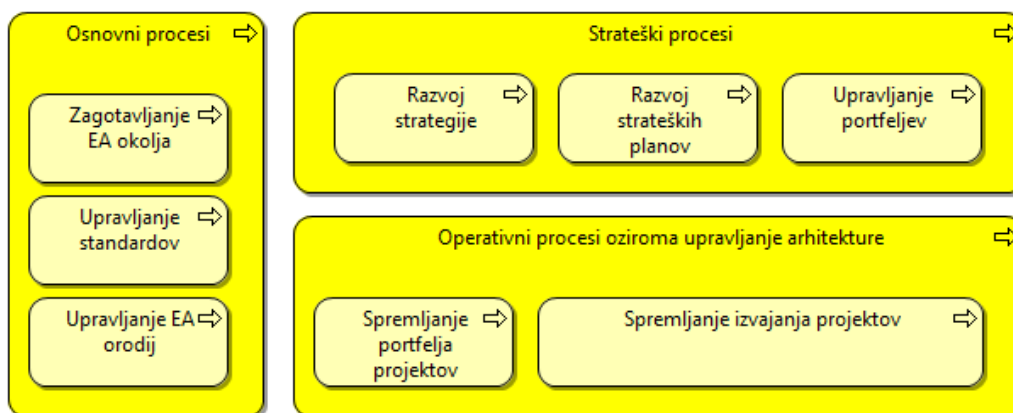 Osnovni procesi
Zagotavljanje
EA okolja
Upravljanje
standardov
Upravljanje EA
orodij
Strateški procesi
Razvoj
strategije
Razvoj
strateških
planov
Upravljanje
portfeljev
Operativni procesi oziroma upravljanje arhitekture
Spremljanje
portfelja
projektov
Spremljanje izvajanja projektov